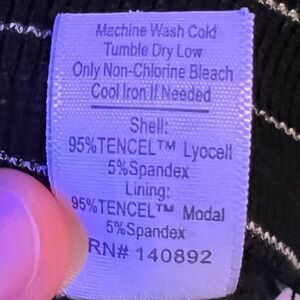 Machine Wash Cold
Tumble Dry Low
Only Non-Chlorine Bleach
Cool Iron If Needed
Shell:
95%TENCEL™ Lyocell
5%Spandex
Lining:
95%TENCEL™ Modal
5%Spandex
RN# 140892